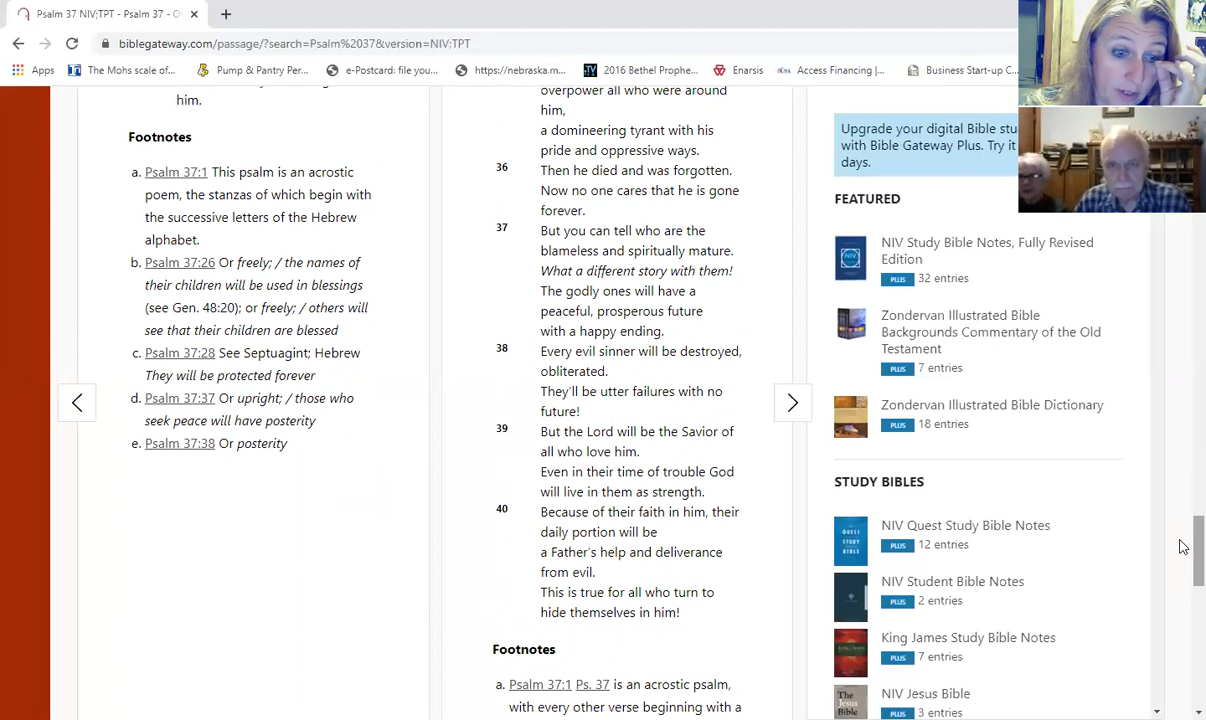 Psalm 37 NIV;TPT - Psalm 37 -
biblegateway.com/passage/?search=Psalm%2037&version=NIV;TPT
Apps
The Mohs scale of...
Pump & Pantry Per...
e-Postcard: file you...
https://nebraska.m...
2016 Bethel Prophe...
Enarsis
Access Financing |...
Business Start-up C...
him.
Footnotes
a. Psalm 37:1 This psalm is an acrostic
poem, the stanzas of which begin with
the successive letters of the Hebrew
alphabet.
b. Psalm 37:26 Or freely; / the names of
their children will be used in blessings
(see Gen. 48:20); or freely; / others will
see that their children are blessed
c. Psalm 37:28 See Septuagint; Hebrew
They will be protected forever
d. Psalm 37:37 Or upright; / those who
seek peace will have posterity
e. Psalm 37:38 Or posterity
overpower all who were around
him,
a domineering tyrant with his
pride and oppressive ways.
36 Then he died and was forgotten.
Now no one cares that he is gone
forever.
37 But you can tell who are the
blameless and spiritually mature.
What a different story with them!
The godly ones will have a
peaceful, prosperous future
with a happy ending.
38 Every evil sinner will be destroyed,
obliterated.
They'll be utter failures with no
future!
39 But the Lord will be the Savior of
all who love him.
Even in their time of trouble God
will live in them as strength.
40 Because of their faith in him, their
daily portion will be
a Father's help and deliverance
from evil.
This is true for all who turn to
hide themselves in him!
Footnotes
a. Psalm 37:1 Ps. 37 is an acrostic psalm,
with every other verse beginning with a
Upgrade your digital Bible
with Bible Gateway Plus. Try it
days.
FEATURED
NIV Study Bible Notes, Fully Revised
Edition
PLUS 32 entries
Zondervan Illustrated Bible
Backgrounds Commentary of the Old
Testament
PLUS 7 entries
Zondervan Illustrated Bible Dictionary
PLUS 18 entries
STUDY BIBLES
NIV Quest Study Bible Notes
PLUS 12 entries
NIV Student Bible Notes
PLUS 2 entries
King James Study Bible Notes
PLUS 7 entries
The
Jesus
Bible
NIV Jesus Bible
PLUS 3 entries